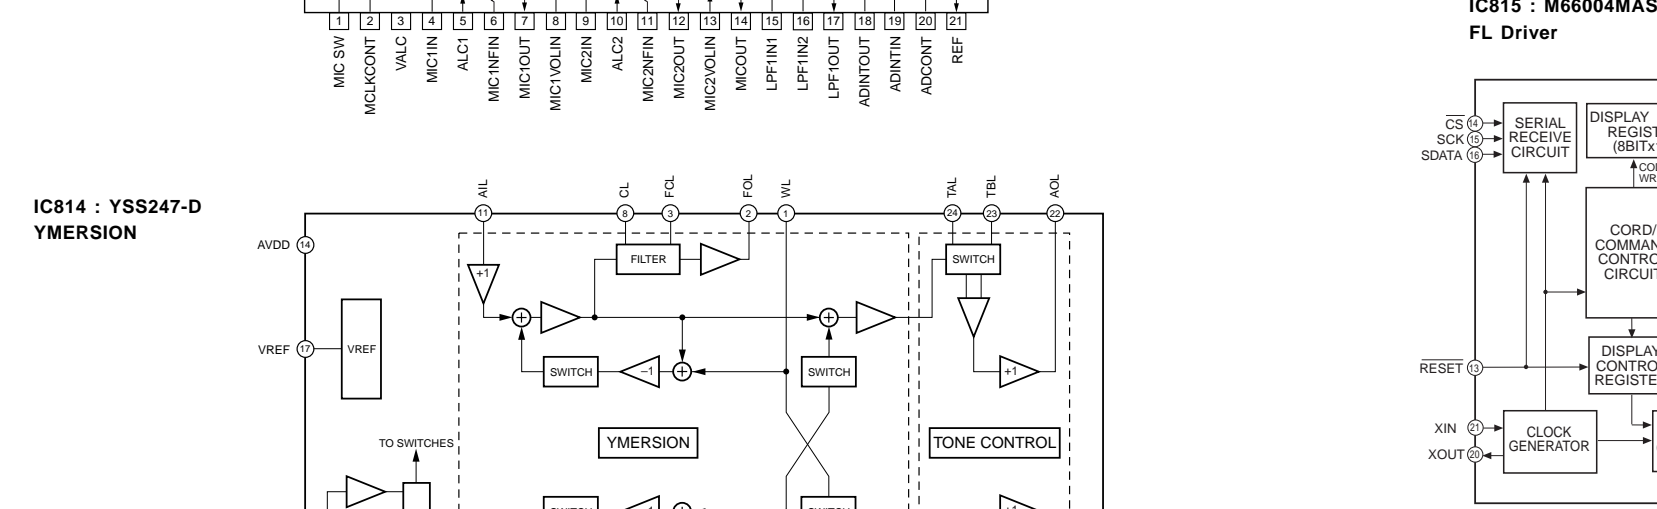 1 2 3 4 5 6 7 8 9 10 11 12 13 14 15 16 17 18 19 20 21
MIC SW
MCLKCONT
VALC
MIC1IN
ALC1
MIC1NFIN
MIC1OUT
MIC1VOLIN
MIC2IN
ALC2
MIC2NFIN
MIC2OUT
MIC2VOLIN
MICOUT
LPF1IN1
LPF1IN2
LPF1OUT
ADINTOUT
ADINTIN
ADCONT
REF
IC814 : YSS247-D
YMERSION
AIL
CL
FCL
FOL
WL
TAL
TBL
AOL
11 8 3 2 1 24 23 22
AVDD 14
+1
FILTER
SWITCH
VREF 17
VREF
SWITCH
–1
SWITCH
+1
TO SWITCHES
YMERSION
TONE CONTROL
IC815 : M66004MAS
FL Driver
CS 14
SCK 15
SDATA 16
SERIAL
RECEIVE
CIRCUIT
DISPLAY
REGIST
(8BITx
WR
CORD/
COMMAN
CONTRO
CIRCUIT
RESET 13
DISPLAY
CONTRO
REGISTE
XIN 21
XOUT 20
CLOCK
GENERATOR